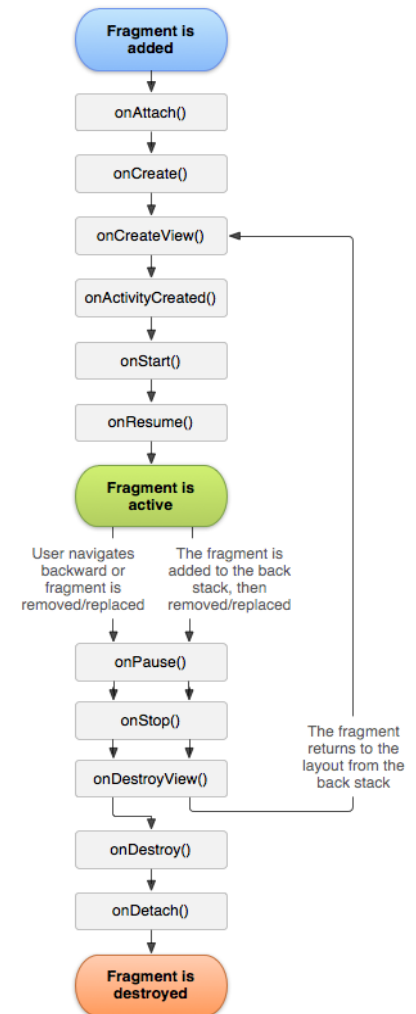 Fragment is
added
onAttach()
onCreate()
onCreateView()
onActivityCreated()
onStart()
onResume()
Fragment is
active
User navigates
backward or
fragment is
removed/replaced
The fragment is
added to the back
stack, then
removed/replaced
onPause()
onStop()
onDestroyView()
The fragment
returns to the
layout from the
back stack
onDestroy()
onDetach()
Fragment is
destroyed